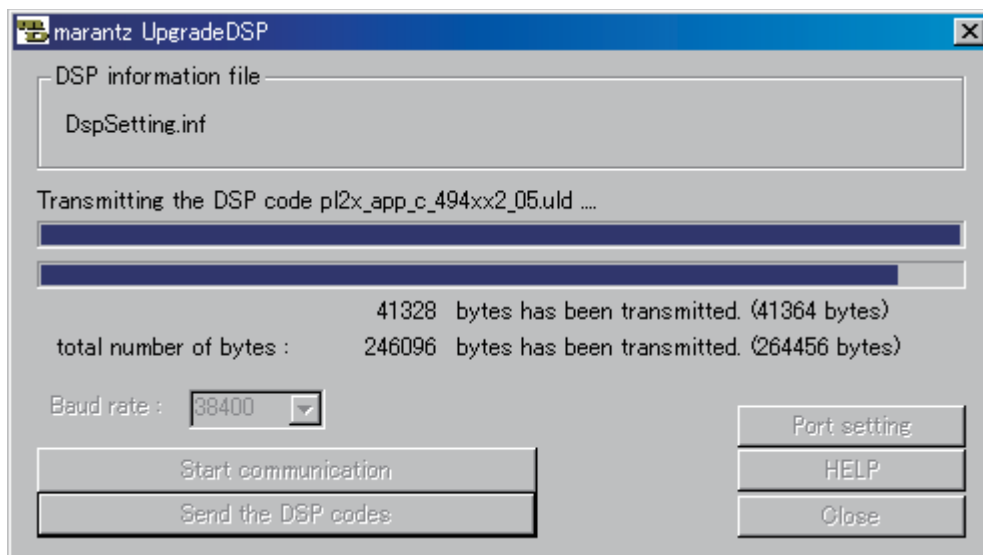 marantz UpgradeDSP
DSP information file
DspSetting.inf
Transmitting the DSP code pl2x_app_c_494xx2_05.uld ....
41328 bytes has been transmitted. (41364 bytes)
total number of bytes : 246096 bytes has been transmitted. (264456 bytes)
Baud rate : 38400
Port setting
Start communication
HELP
Send the DSP codes
Close